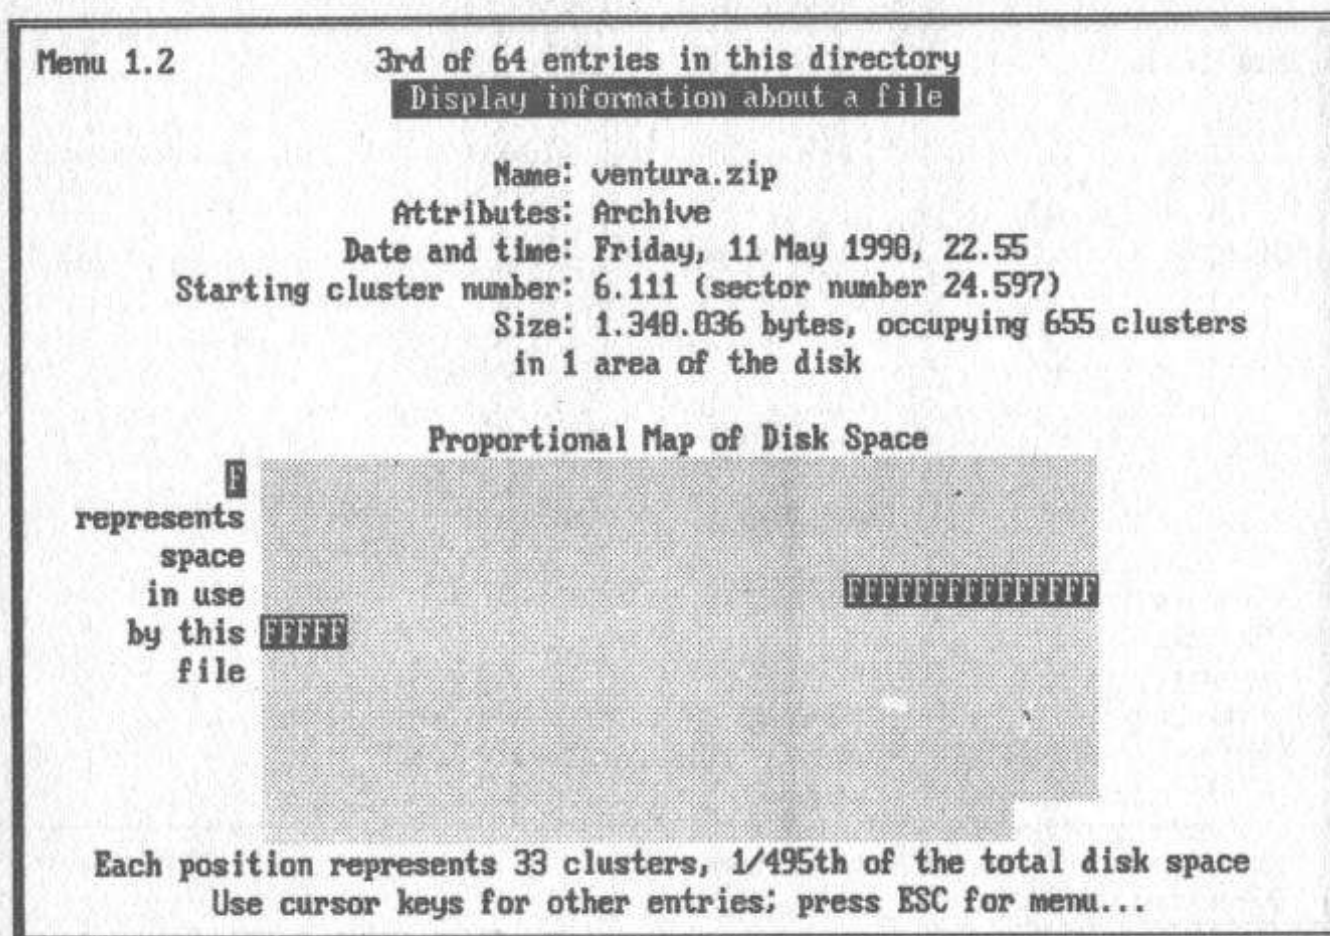 Menu 1.2
3rd of 64 entries in this directory
Display information about a file
Name: ventura.zip
Attributes: Archive
Date and time: Friday, 11 May 1990, 22.55
Starting cluster number: 6.111 (sector number 24.597)
Size: 1.340.036 bytes, occupying 655 clusters
in 1 area of the disk
Proportional Map of Disk Space
F
represents
space
in use FFFFFFFFFFFFFFF
by this FFFFF
file
Each position represents 33 clusters, 1/495th of the total disk space
Use cursor keys for other entries; press ESC for menu...